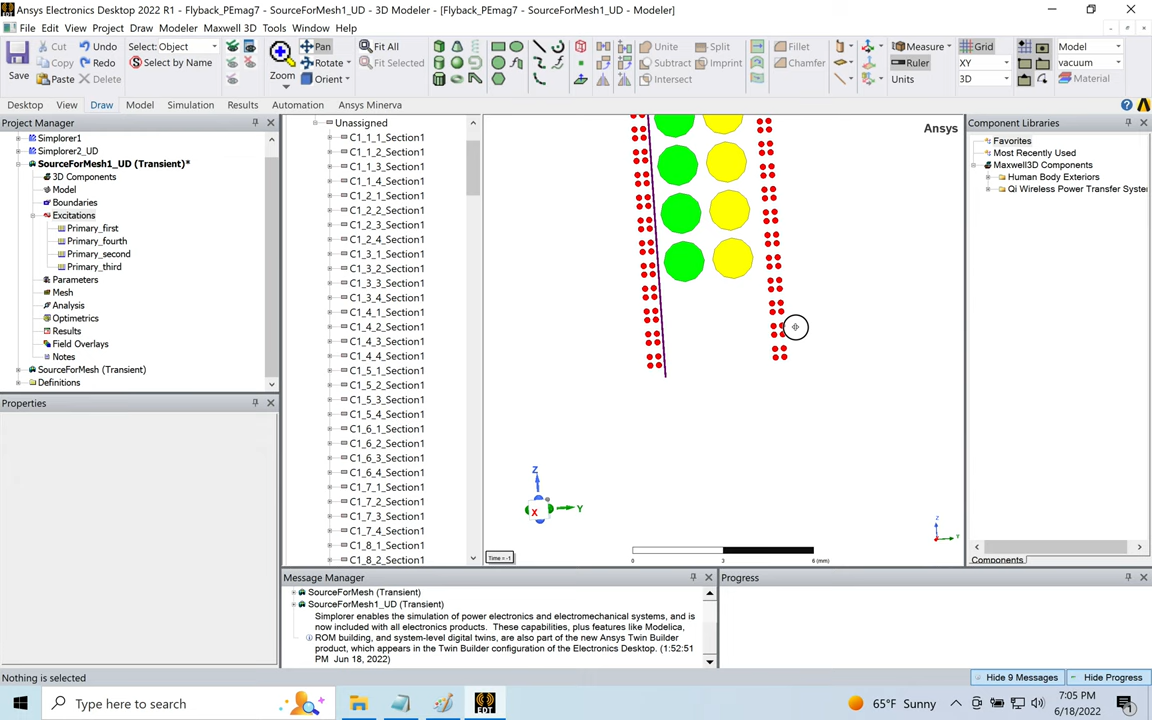 Ansys Electronics Desktop 2022 R1 - Flyback_PEmag7 - SourceForMesh1_UD - 3D Modeler - [Flyback_PEmag7 - SourceForMesh1_UD - Modeler]
File Edit View Project Draw Modeler Maxwell 3D Tools Window Help
Save
Cut Undo Select: Object
Copy Redo Select by Name
Paste Delete
Zoom
Pan Fit All
Rotate Fit Selected
Orient
Unite Split Fillet
Subtract Imprint Chamfer
Intersect
Measure Grid Model
Ruler XY vacuum
Units 3D Material
Desktop View Draw Model Simulation Results Automation Ansys Minerva
Project Manager
Simplorer1
Simplorer2_UD
SourceForMesh1_UD (Transient)*
3D Components
Model
Boundaries
Excitations
Primary_first
Primary_fourth
Primary_second
Primary_third
Parameters
Mesh
Analysis
Optimetrics
Results
Field Overlays
Notes
SourceForMesh (Transient)
Definitions
Properties
Unassigned
C1_1_1_Section1
C1_1_2_Section1
C1_1_3_Section1
C1_1_4_Section1
C1_2_1_Section1
C1_2_2_Section1
C1_2_3_Section1
C1_2_4_Section1
C1_3_1_Section1
C1_3_2_Section1
C1_3_3_Section1
C1_3_4_Section1
C1_4_1_Section1
C1_4_2_Section1
C1_4_3_Section1
C1_4_4_Section1
C1_5_1_Section1
C1_5_2_Section1
C1_5_3_Section1
C1_5_4_Section1
C1_6_1_Section1
C1_6_2_Section1
C1_6_3_Section1
C1_6_4_Section1
C1_7_1_Section1
C1_7_2_Section1
C1_7_3_Section1
C1_7_4_Section1
C1_8_1_Section1
C1_8_2_Section1
Ansys
Z
Y
X
Z
Y
Time = -1
0 3 6 (mm)
Component Libraries
Favorites
Most Recently Used
Maxwell3D Components
Human Body Exteriors
Qi Wireless Power Transfer Syste
Components
Message Manager
SourceForMesh (Transient)
SourceForMesh1_UD (Transient)
Simplorer enables the simulation of power electronics and electromechanical systems, and is
now included with all electronics products. These capabilities, plus features like Modelica,
ROM building, and system-level digital twins, are also part of the new Ansys Twin Builder
product, which appears in the Twin Builder configuration of the Electronics Desktop. (1:52:51
PM Jun 18, 2022)
Progress
Nothing is selected
Hide 9 Messages Hide Progress
Type here to search
EDT
65°F Sunny
7:05 PM
6/18/2022
1